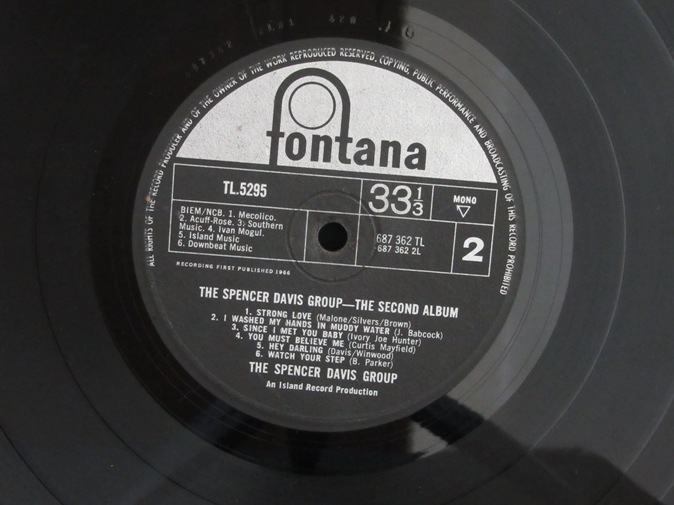 ALL RIGHTS OF THE RECORD PRODUCER AND OF THE OWNER OF THE WORK REPRODUCED RESERVED. COPYING, PUBLIC PERFORMANCE AND BROADCASTING OF THIS RECORD PROHIBITED
fontana
TL.5295
33 1/3
MONO
BIEM/NCB. 1. Mecolico.
2. Acuff-Rose. 3. Southern
Music. 4. Ivan Mogul.
5. Island Music
6. Downbeat Music
687 362 TL
687 362 2L
2
RECORDING FIRST PUBLISHED 1966
THE SPENCER DAVIS GROUP—THE SECOND ALBUM
1. STRONG LOVE (Malone/Silvers/Brown)
2. I WASHED MY HANDS IN MUDDY WATER (J. Babcock)
3. SINCE I MET YOU BABY (Ivory Joe Hunter)
4. YOU MUST BELIEVE ME (Curtis Mayfield)
5. HEY DARLING (Davis/Winwood)
6. WATCH YOUR STEP (B. Parker)
THE SPENCER DAVIS GROUP
An Island Record Production